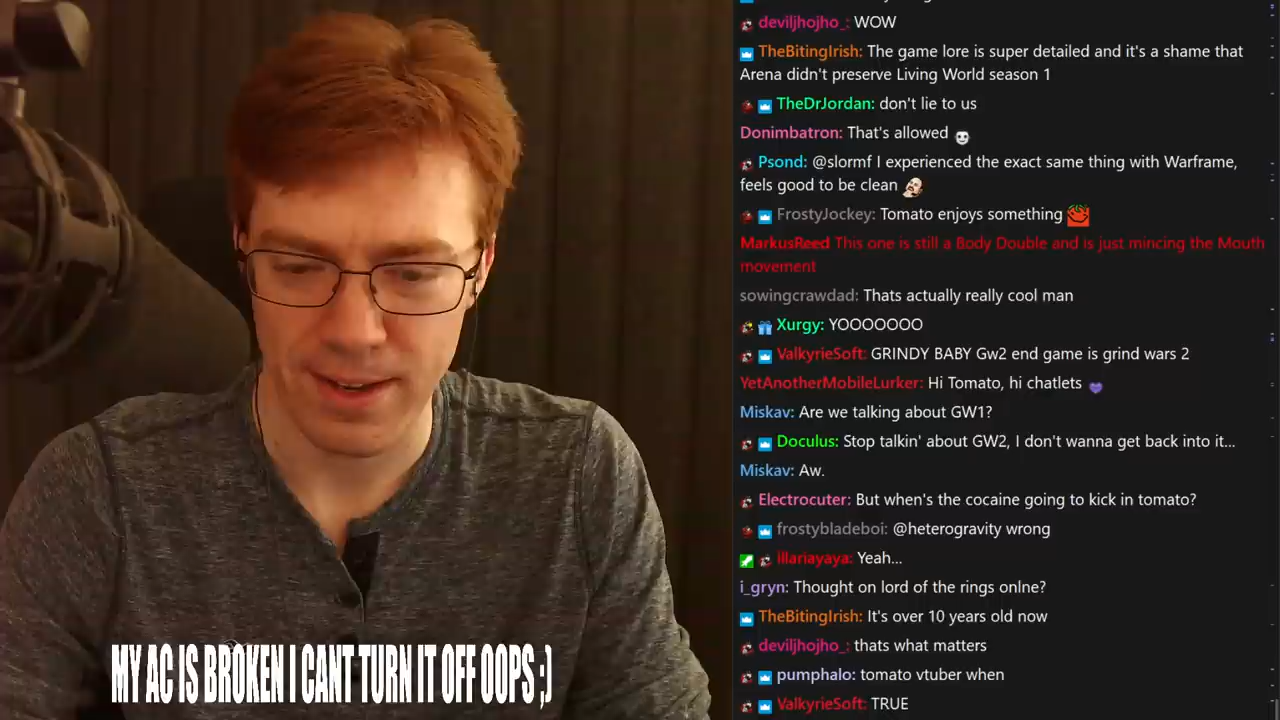 deviljhojho_: WOW
TheBitingIrish: The game lore is super detailed and it's a shame that
Arena didn't preserve Living World season 1
TheDrJordan: don't lie to us
Donimbatron: That's allowed
Psond: @slormf I experienced the exact same thing with Warframe,
feels good to be clean
FrostyJockey: Tomato enjoys something
MarkusReed This one is still a Body Double and is just mincing the Mouth
movement
sowingcrawdad: Thats actually really cool man
Xurgy: YOOOOOOO
ValkyrieSoft: GRINDY BABY Gw2 end game is grind wars 2
YetAnotherMobileLurker: Hi Tomato, hi chatlets
Miskav: Are we talking about GW1?
Doculus: Stop talkin' about GW2, I don't wanna get back into it...
Miskav: Aw.
Electrocuter: But when's the cocaine going to kick in tomato?
frostybladeboi: @heterogravity wrong
illariayaya: Yeah...
i_gryn: Thought on lord of the rings onlne?
TheBitingIrish: It's over 10 years old now
deviljhojho_: thats what matters
pumphalo: tomato vtuber when
ValkyrieSoft: TRUE
MY AC IS BROKEN I CANT TURN IT OFF OOPS ;)